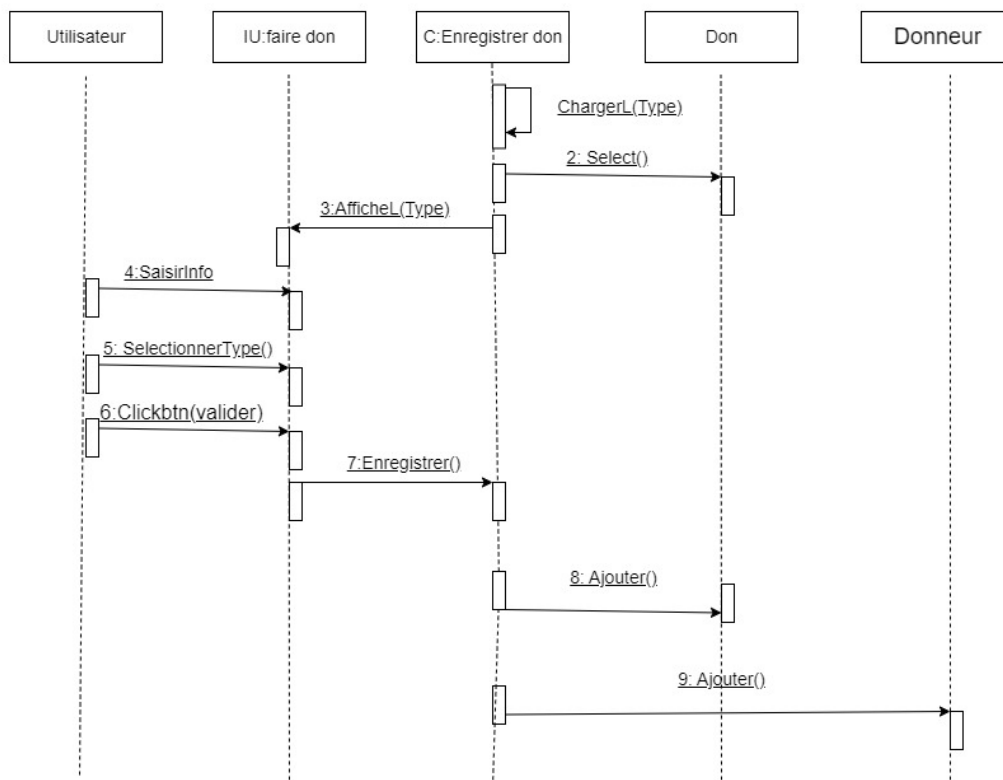 Utilisateur
IU:faire don
C:Enregistrer don
Don
Donneur
ChargerL(Type)
2: Select()
3:AfficheL(Type)
4:SaisirInfo
5: SelectionnerType()
6:Clickbtn(valider)
7:Enregistrer()
8: Ajouter()
9: Ajouter()